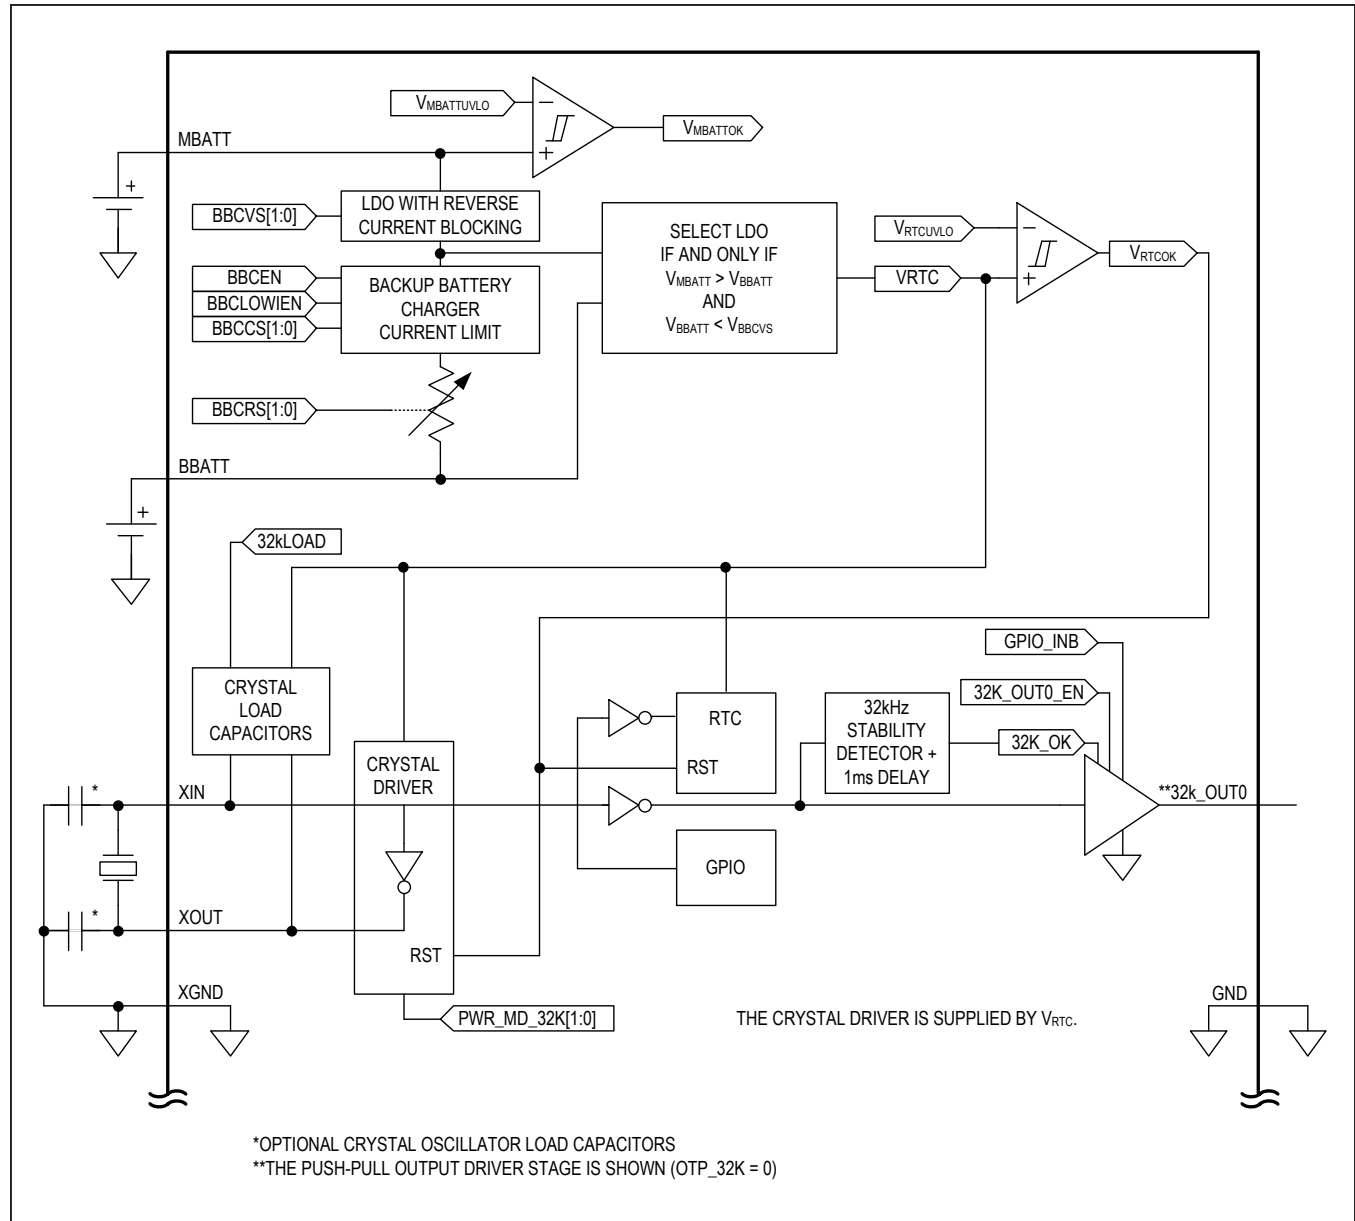 VMBATTUVLO
−
+
VMBATTOK
MBATT
+
BBCVS[1:0]
LDO WITH REVERSE
CURRENT BLOCKING
BBCEN
BBCLOWIEN
BBCCS[1:0]
BACKUP BATTERY
CHARGER
CURRENT LIMIT
SELECT LDO
IF AND ONLY IF
VMBATT > VBBATT
AND
VBBATT < VBBCVS
VRTC
VRTCUVLO
−
+
VRTCOK
BBCRS[1:0]
BBATT
+
32kLOAD
CRYSTAL
LOAD
CAPACITORS
CRYSTAL
DRIVER
RST
RTC
RST
GPIO
32kHz
STABILITY
DETECTOR +
1ms DELAY
GPIO_INB
32K_OUT0_EN
32K_OK
**32k_OUT0
*
XIN
*
XOUT
XGND
PWR_MD_32K[1:0]
THE CRYSTAL DRIVER IS SUPPLIED BY VRTC.
GND
*OPTIONAL CRYSTAL OSCILLATOR LOAD CAPACITORS
**THE PUSH-PULL OUTPUT DRIVER STAGE IS SHOWN (OTP_32K = 0)